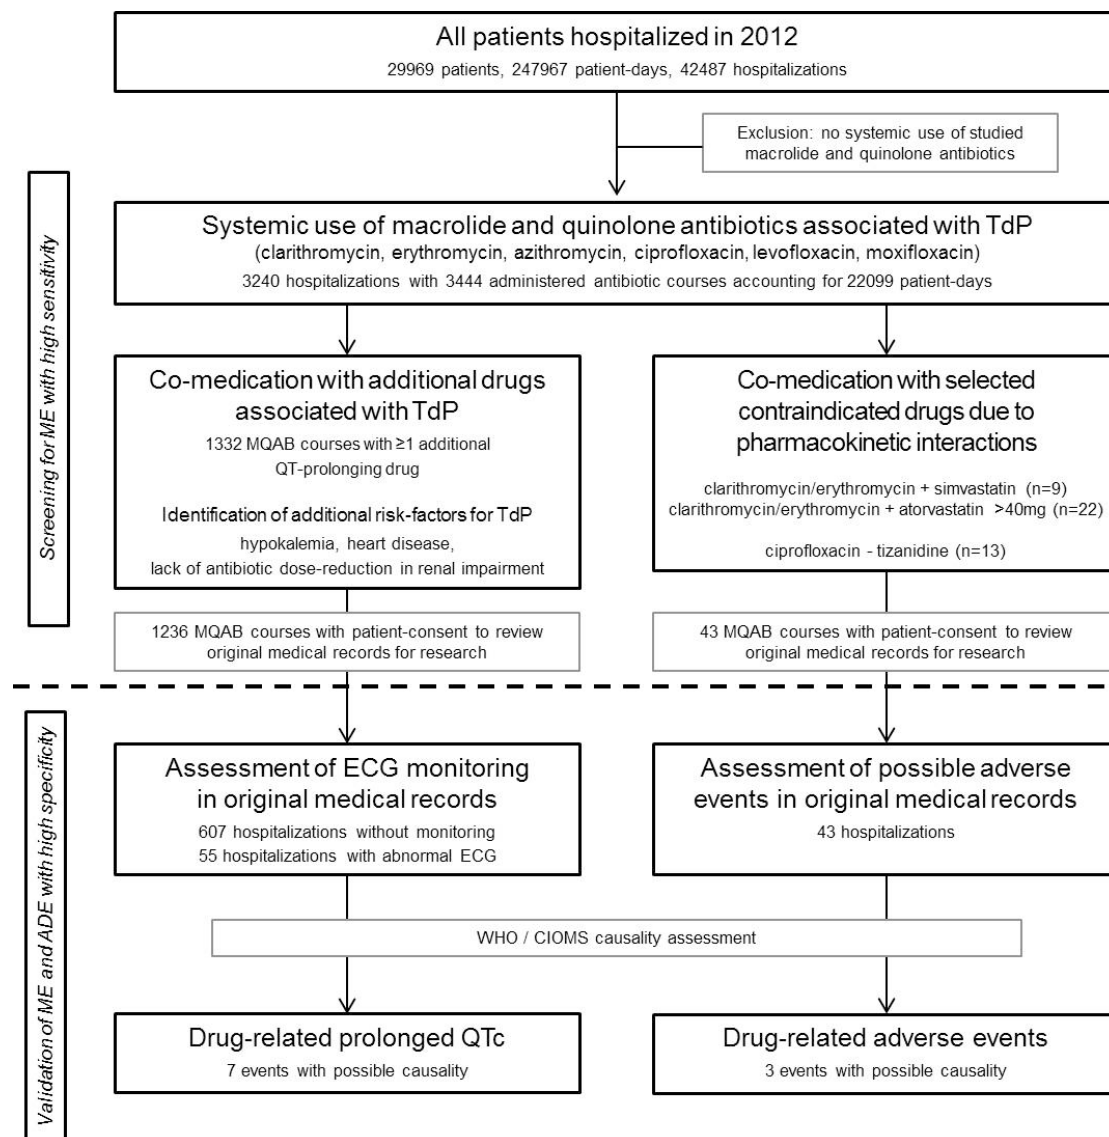 All patients hospitalized in 2012
29969 patients, 247967 patient-days, 42487 hospitalizations
Exclusion: no systemic use of studied
macrolide and quinolone antibiotics
Screening for ME with high sensitivity
Systemic use of macrolide and quinolone antibiotics associated with TdP
(clarithromycin, erythromycin, azithromycin, ciprofloxacin, levofloxacin, moxifloxacin)
3240 hospitalizations with 3444 administered antibiotic courses accounting for 22099 patient-days
Co-medication with additional drugs
associated with TdP
1332 MQAB courses with ≥1 additional
QT-prolonging drug
Identification of additional risk-factors for TdP
hypokalemia, heart disease,
lack of antibiotic dose-reduction in renal impairment
Co-medication with selected
contraindicated drugs due to
pharmacokinetic interactions
clarithromycin/erythromycin + simvastatin (n=9)
clarithromycin/erythromycin + atorvastatin >40mg (n=22)
ciprofloxacin - tizanidine (n=13)
1236 MQAB courses with patient-consent to review
original medical records for research
43 MQAB courses with patient-consent to review
original medical records for research
Validation of ME and ADE with high specificity
Assessment of ECG monitoring
in original medical records
607 hospitalizations without monitoring
55 hospitalizations with abnormal ECG
Assessment of possible adverse
events in original medical records
43 hospitalizations
WHO / CIOMS causality assessment
Drug-related prolonged QTc
7 events with possible causality
Drug-related adverse events
3 events with possible causality